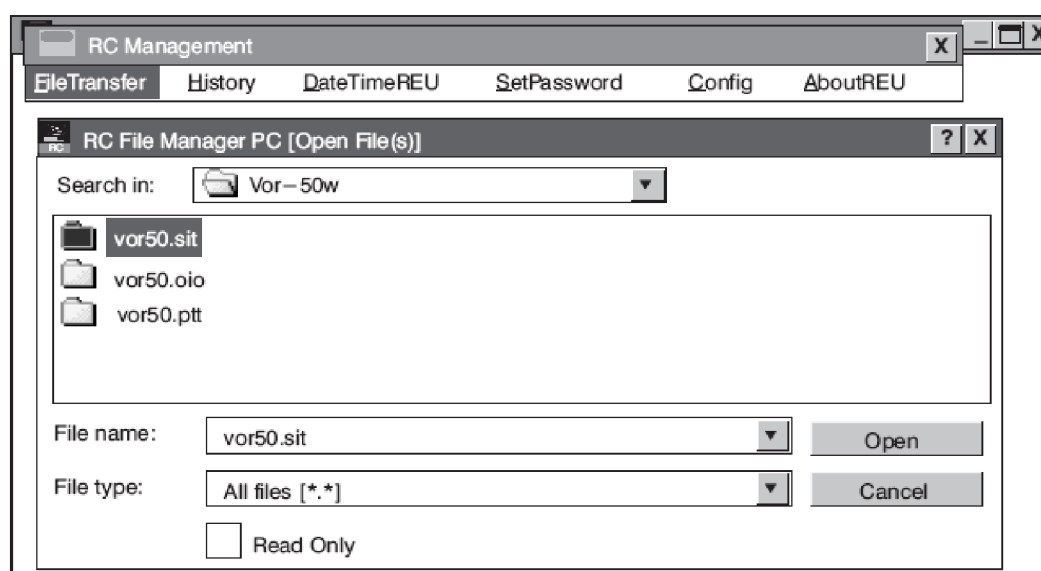 RC Management X _ X
FileTransfer History DateTimeREU SetPassword Config AboutREU
RC RC File Manager PC [Open File(s)] ? X
Search in: Vor-50w
vor50.sit
vor50.oio
vor50.ptt
File name: vor50.sit Open
File type: All files [*.*] Cancel
Read Only